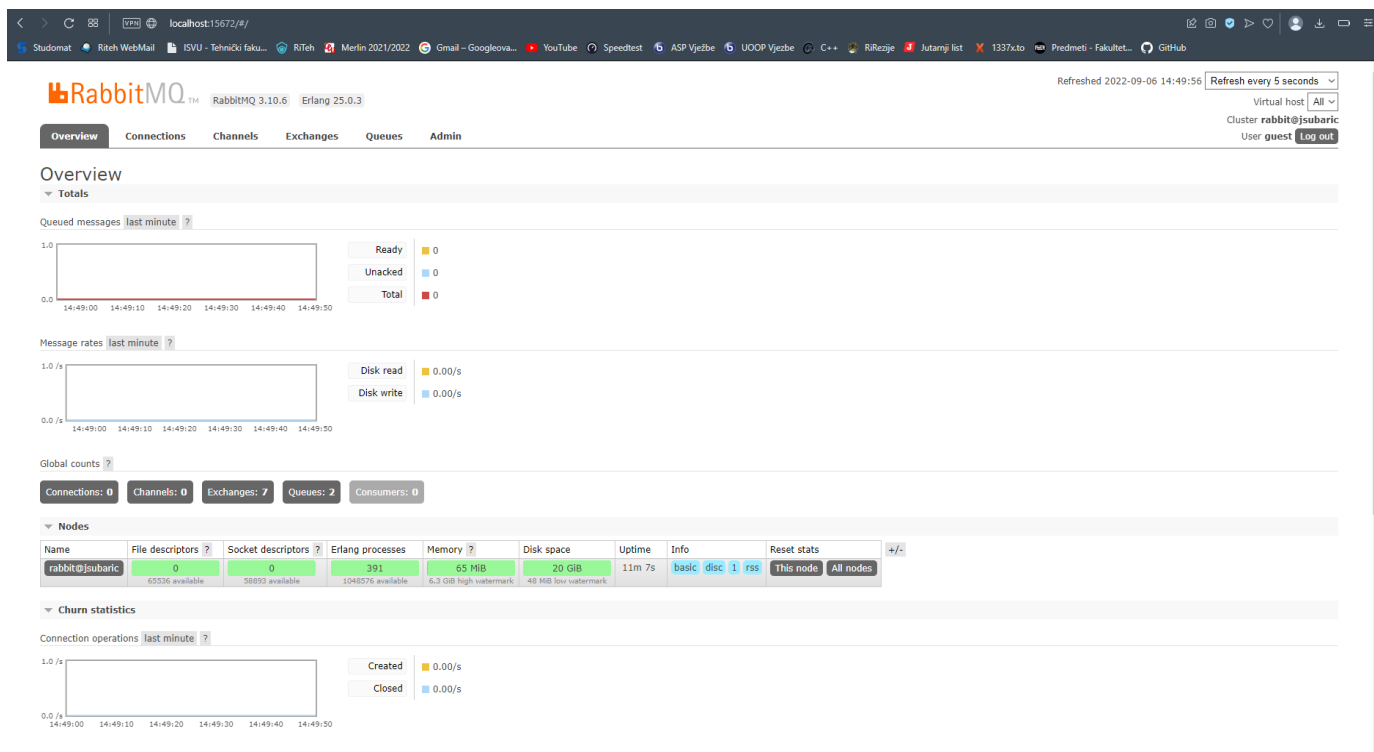 VPN localhost:15672/#/
Studomat Riteh WebMail ISVU - Tehnički faku... RiTeh Merlin 2021/2022 Gmail – Googleova... YouTube Speedtest ASP Vježbe UOOP Vjezbe C++ RiRezije Jutarnji list 1337x.to Predmeti - Fakultet... GitHub
Refreshed 2022-09-06 14:49:56 Refresh every 5 seconds
RabbitMQ TM RabbitMQ 3.10.6 Erlang 25.0.3
Virtual host All
Cluster rabbit@jsubaric
User guest Log out
Overview Connections Channels Exchanges Queues Admin
Overview
Totals
Queued messages last minute ?
1.0
Ready 0
Unacked 0
Total 0
0.0
14:49:00 14:49:10 14:49:20 14:49:30 14:49:40 14:49:50
Message rates last minute ?
1.0 /s
Disk read 0.00/s
Disk write 0.00/s
0.0 /s
14:49:00 14:49:10 14:49:20 14:49:30 14:49:40 14:49:50
Global counts ?
Connections: 0 Channels: 0 Exchanges: 7 Queues: 2 Consumers: 0
Nodes
Name File descriptors ? Socket descriptors ? Erlang processes Memory ? Disk space Uptime Info Reset stats +/-
rabbit@jsubaric 0 0 391 65 MiB 20 GiB 11m 7s basic disc 1 rss This node All nodes
65536 available 58893 available 1048576 available 6.3 GiB high watermark 48 MiB low watermark
Churn statistics
Connection operations last minute ?
1.0 /s
Created 0.00/s
Closed 0.00/s
0.0 /s
14:49:00 14:49:10 14:49:20 14:49:30 14:49:40 14:49:50